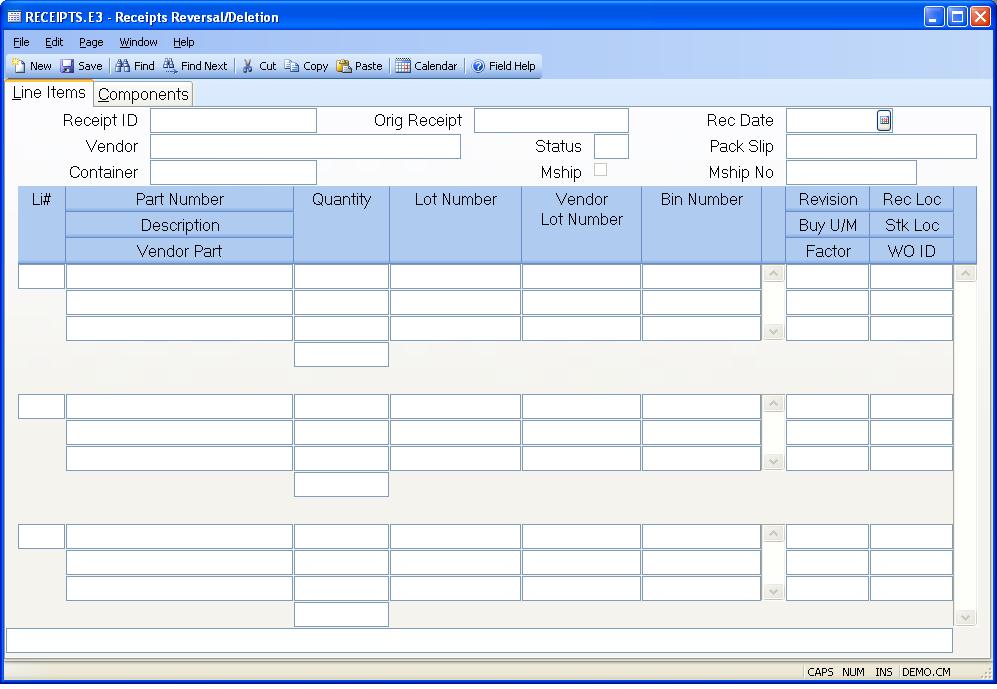 RECEIPTS.E3 - Receipts Reversal/Deletion
File Edit Page Window Help
New Save Find Find Next Cut Copy Paste Calendar Field Help
Line Items Components
Receipt ID Orig Receipt Rec Date
Vendor Status Pack Slip
Container Mship Mship No
Li# Part Number Quantity Lot Number Vendor Bin Number Revision Rec Loc
Lot Number
Description Buy U/M Stk Loc
Vendor Part Factor WO ID
CAPS NUM INS DEMO.CM